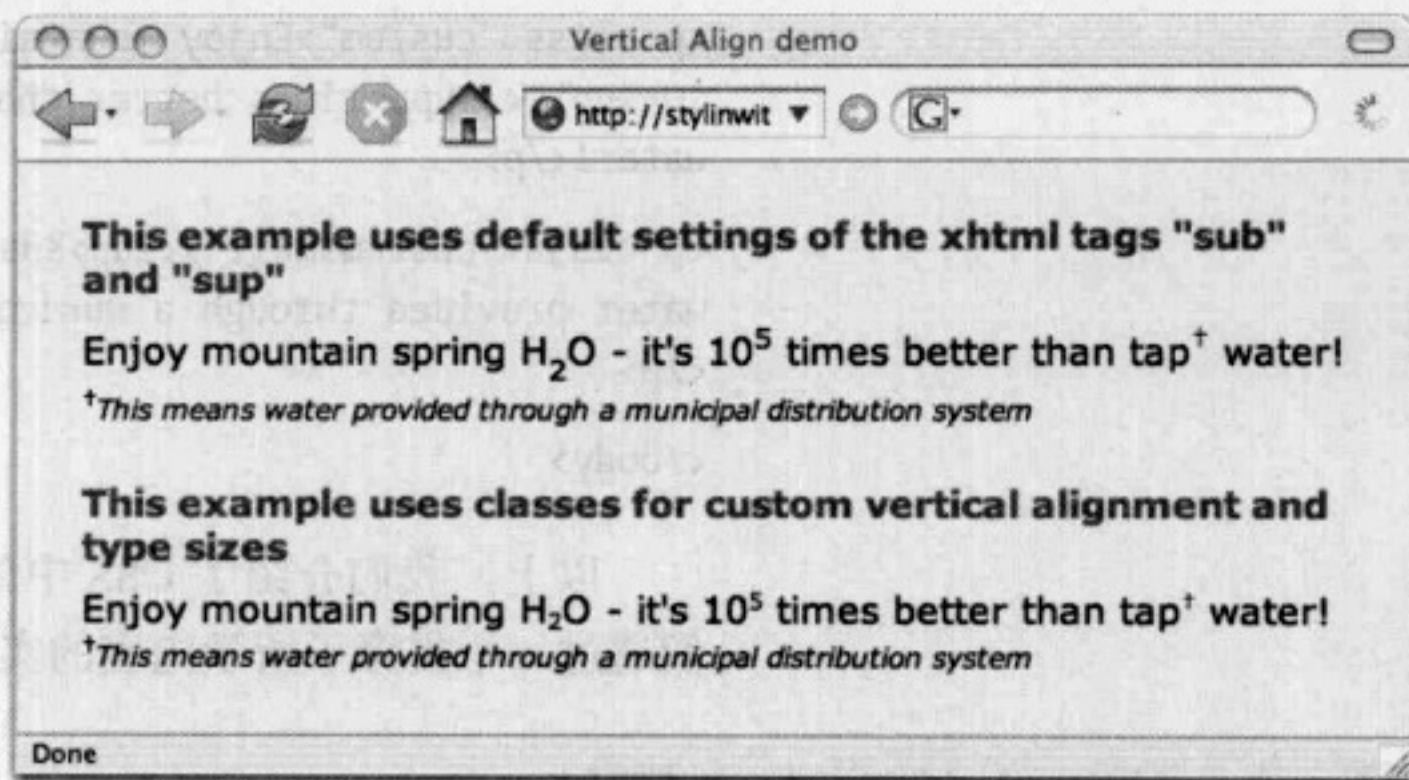 Vertical Align demo
http://stylinwit
G
This example uses default settings of the xhtml tags "sub"
and "sup"
Enjoy mountain spring H₂O - it's 10⁵ times better than tap† water!
†This means water provided through a municipal distribution system
This example uses classes for custom vertical alignment and
type sizes
Enjoy mountain spring H₂O - it's 10⁵ times better than tap† water!
†This means water provided through a municipal distribution system
Done